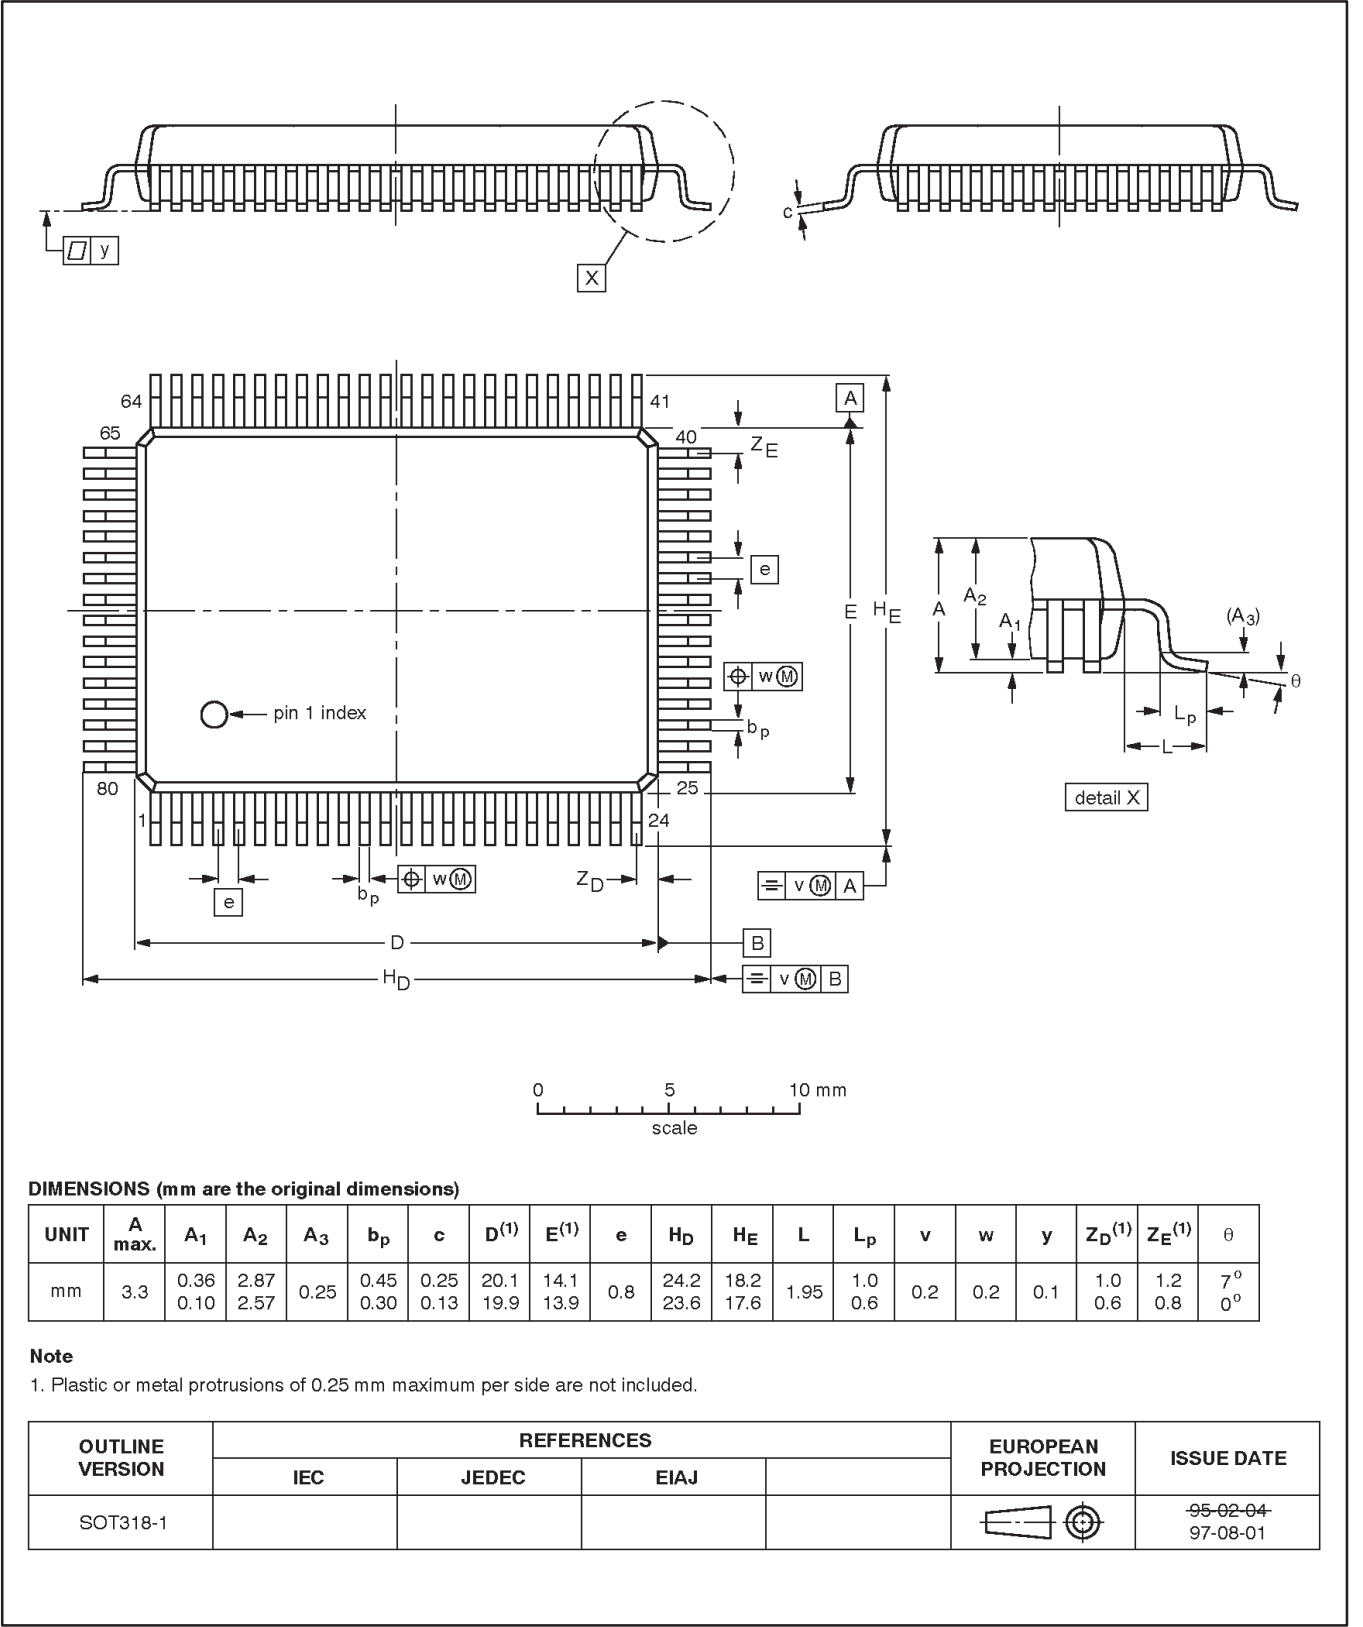 c
y
X
64
41
A
65
40
ZE
e
E
HE
A
A2
A1
(A3)
θ
w M
pin 1 index
bp
Lp
L
80
25
detail X
1
24
e
bp
w M
ZD
v M A
D
B
HD
v M B
0 5 10 mm
scale
DIMENSIONS (mm are the original dimensions)
UNIT A max. A1 A2 A3 bp c D(1) E(1) e HD HE L Lp v w y ZD(1) ZE(1) θ
mm 3.3 0.36 0.10 2.87 2.57 0.25 0.45 0.30 0.25 0.13 20.1 19.9 14.1 13.9 0.8 24.2 23.6 18.2 17.6 1.95 1.0 0.6 0.2 0.2 0.1 1.0 0.6 1.2 0.8 7° 0°
Note
1. Plastic or metal protrusions of 0.25 mm maximum per side are not included.
OUTLINE VERSION
REFERENCES
EUROPEAN PROJECTION
ISSUE DATE
IEC JEDEC EIAJ
SOT318-1
95-02-04
97-08-01